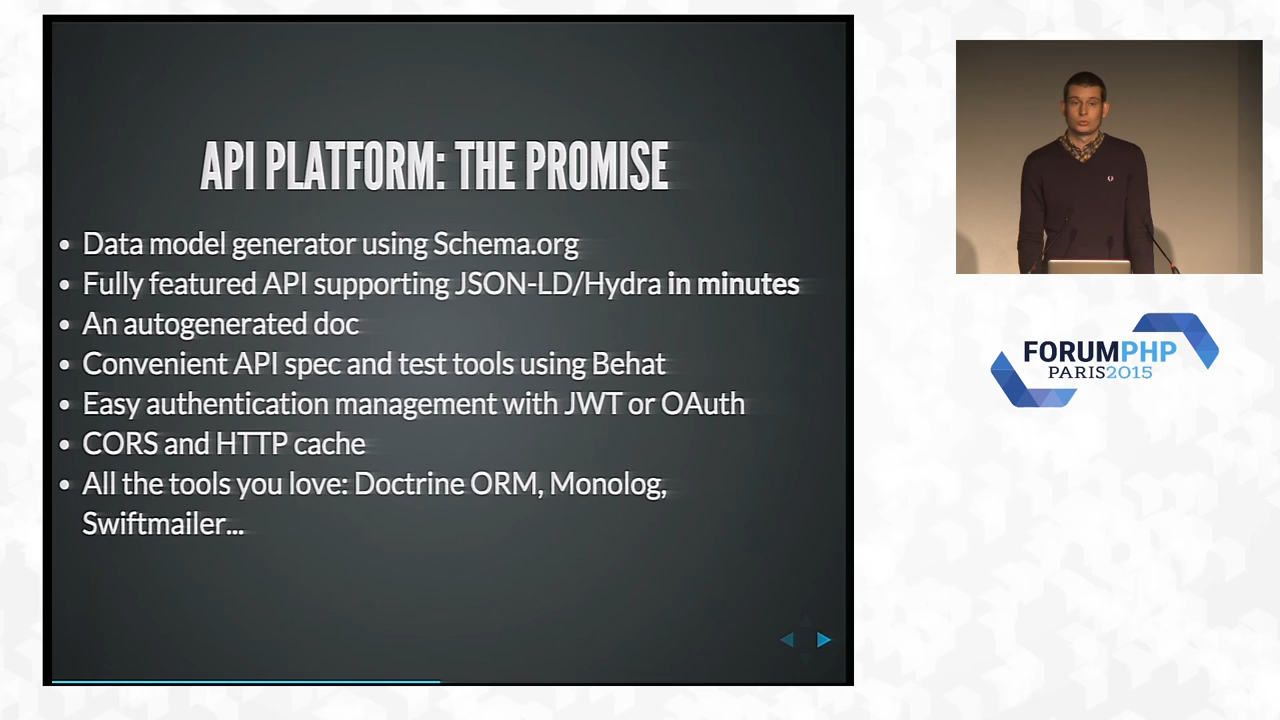 API PLATFORM: THE PROMISE
• Data model generator using Schema.org
• Fully featured API supporting JSON-LD/Hydra in minutes
• An autogenerated doc
• Convenient API spec and test tools using Behat
• Easy authentication management with JWT or OAuth
• CORS and HTTP cache
• All the tools you love: Doctrine ORM, Monolog,
Swiftmailer...
FORUMPHP
PARIS2015